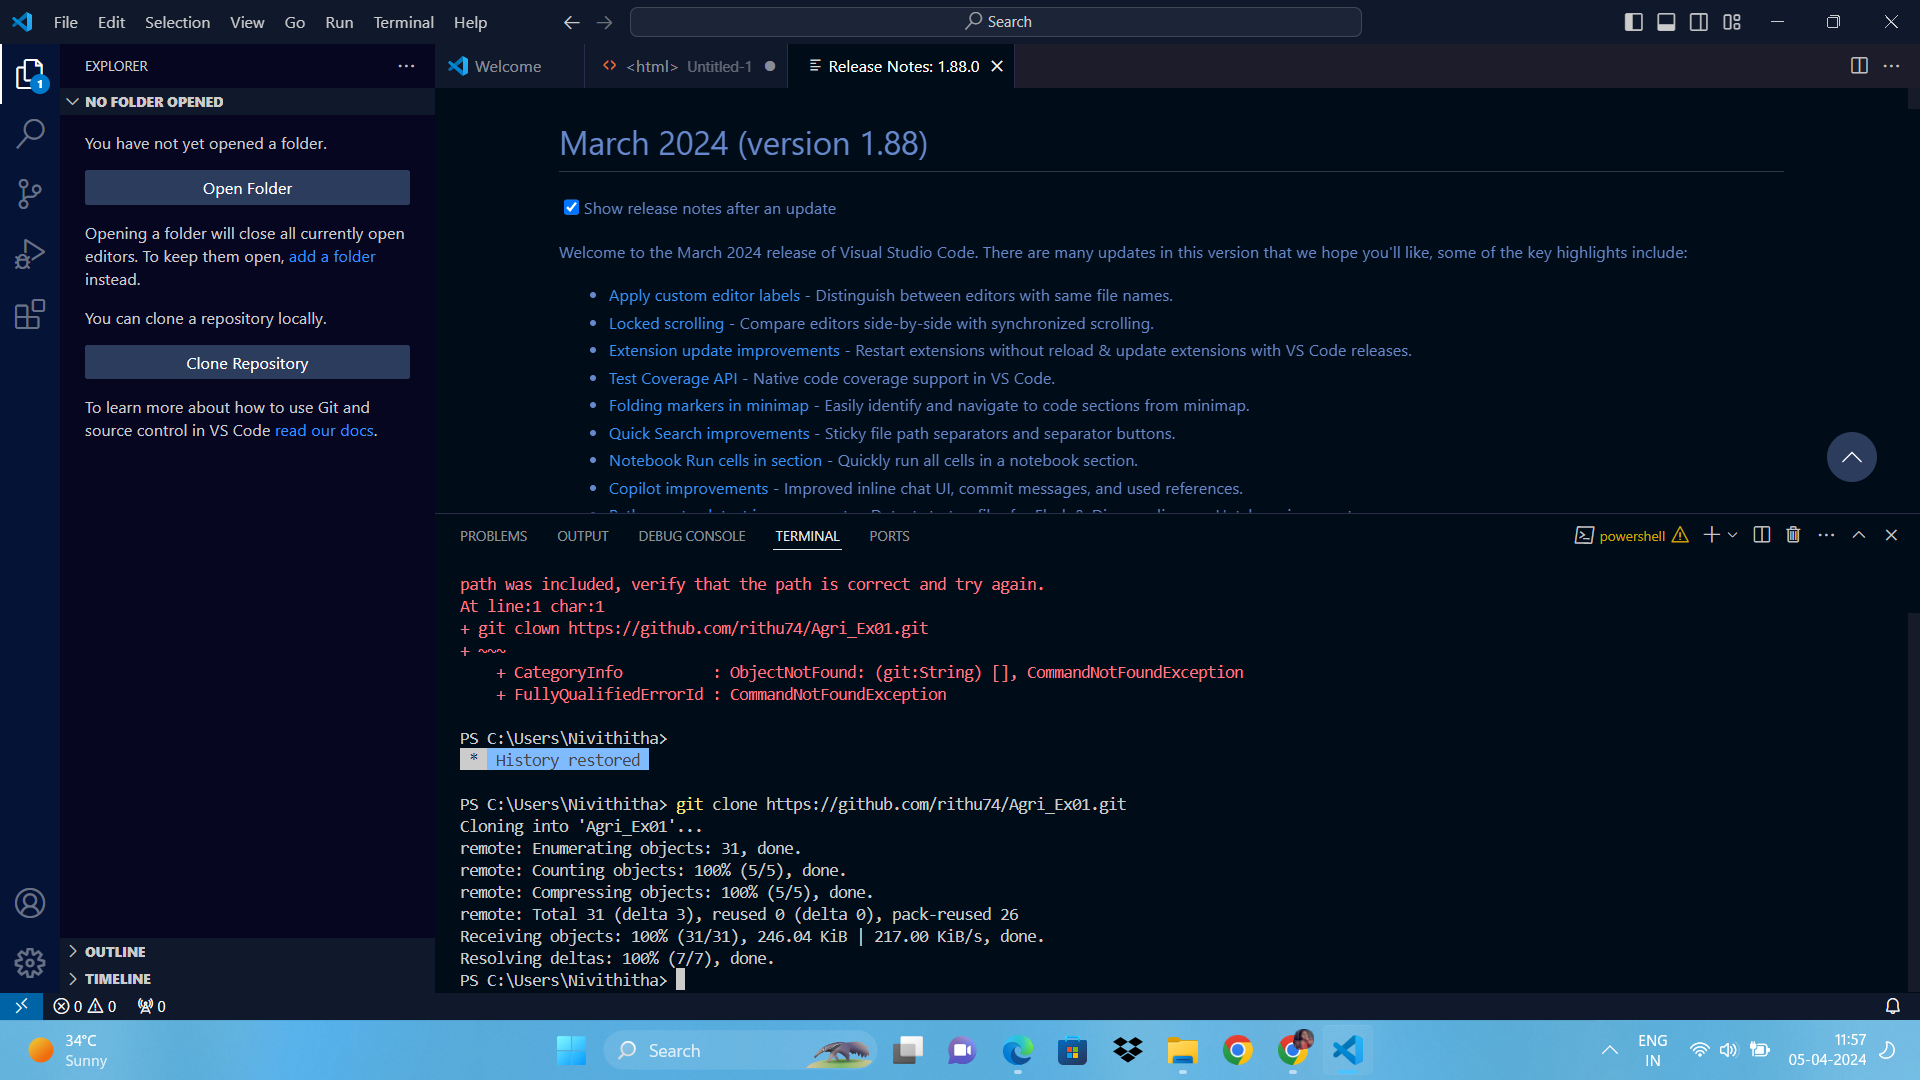 File Edit Selection View Go Run Terminal Help
Search
EXPLORER
NO FOLDER OPENED
You have not yet opened a folder.
Open Folder
Opening a folder will close all currently open
editors. To keep them open, add a folder
instead.
You can clone a repository locally.
Clone Repository
To learn more about how to use Git and
source control in VS Code read our docs.
OUTLINE
TIMELINE
Welcome
<html> Untitled-1
Release Notes: 1.88.0
March 2024 (version 1.88)
Show release notes after an update
Welcome to the March 2024 release of Visual Studio Code. There are many updates in this version that we hope you'll like, some of the key highlights include:
Apply custom editor labels - Distinguish between editors with same file names.
Locked scrolling - Compare editors side-by-side with synchronized scrolling.
Extension update improvements - Restart extensions without reload & update extensions with VS Code releases.
Test Coverage API - Native code coverage support in VS Code.
Folding markers in minimap - Easily identify and navigate to code sections from minimap.
Quick Search improvements - Sticky file path separators and separator buttons.
Notebook Run cells in section - Quickly run all cells in a notebook section.
Copilot improvements - Improved inline chat UI, commit messages, and used references.
PROBLEMS OUTPUT DEBUG CONSOLE TERMINAL PORTS
powershell
path was included, verify that the path is correct and try again.
At line:1 char:1
+ git clown https://github.com/rithu74/Agri_Ex01.git
+ ~~~
+ CategoryInfo : ObjectNotFound: (git:String) [], CommandNotFoundException
+ FullyQualifiedErrorId : CommandNotFoundException
PS C:\Users\Nivithitha>
* History restored
PS C:\Users\Nivithitha> git clone https://github.com/rithu74/Agri_Ex01.git
Cloning into 'Agri_Ex01'...
remote: Enumerating objects: 31, done.
remote: Counting objects: 100% (5/5), done.
remote: Compressing objects: 100% (5/5), done.
remote: Total 31 (delta 3), reused 0 (delta 0), pack-reused 26
Receiving objects: 100% (31/31), 246.04 KiB | 217.00 KiB/s, done.
Resolving deltas: 100% (7/7), done.
PS C:\Users\Nivithitha>
1
0 0 0
34°C
Sunny
Search
ENG
IN
11:57
05-04-2024